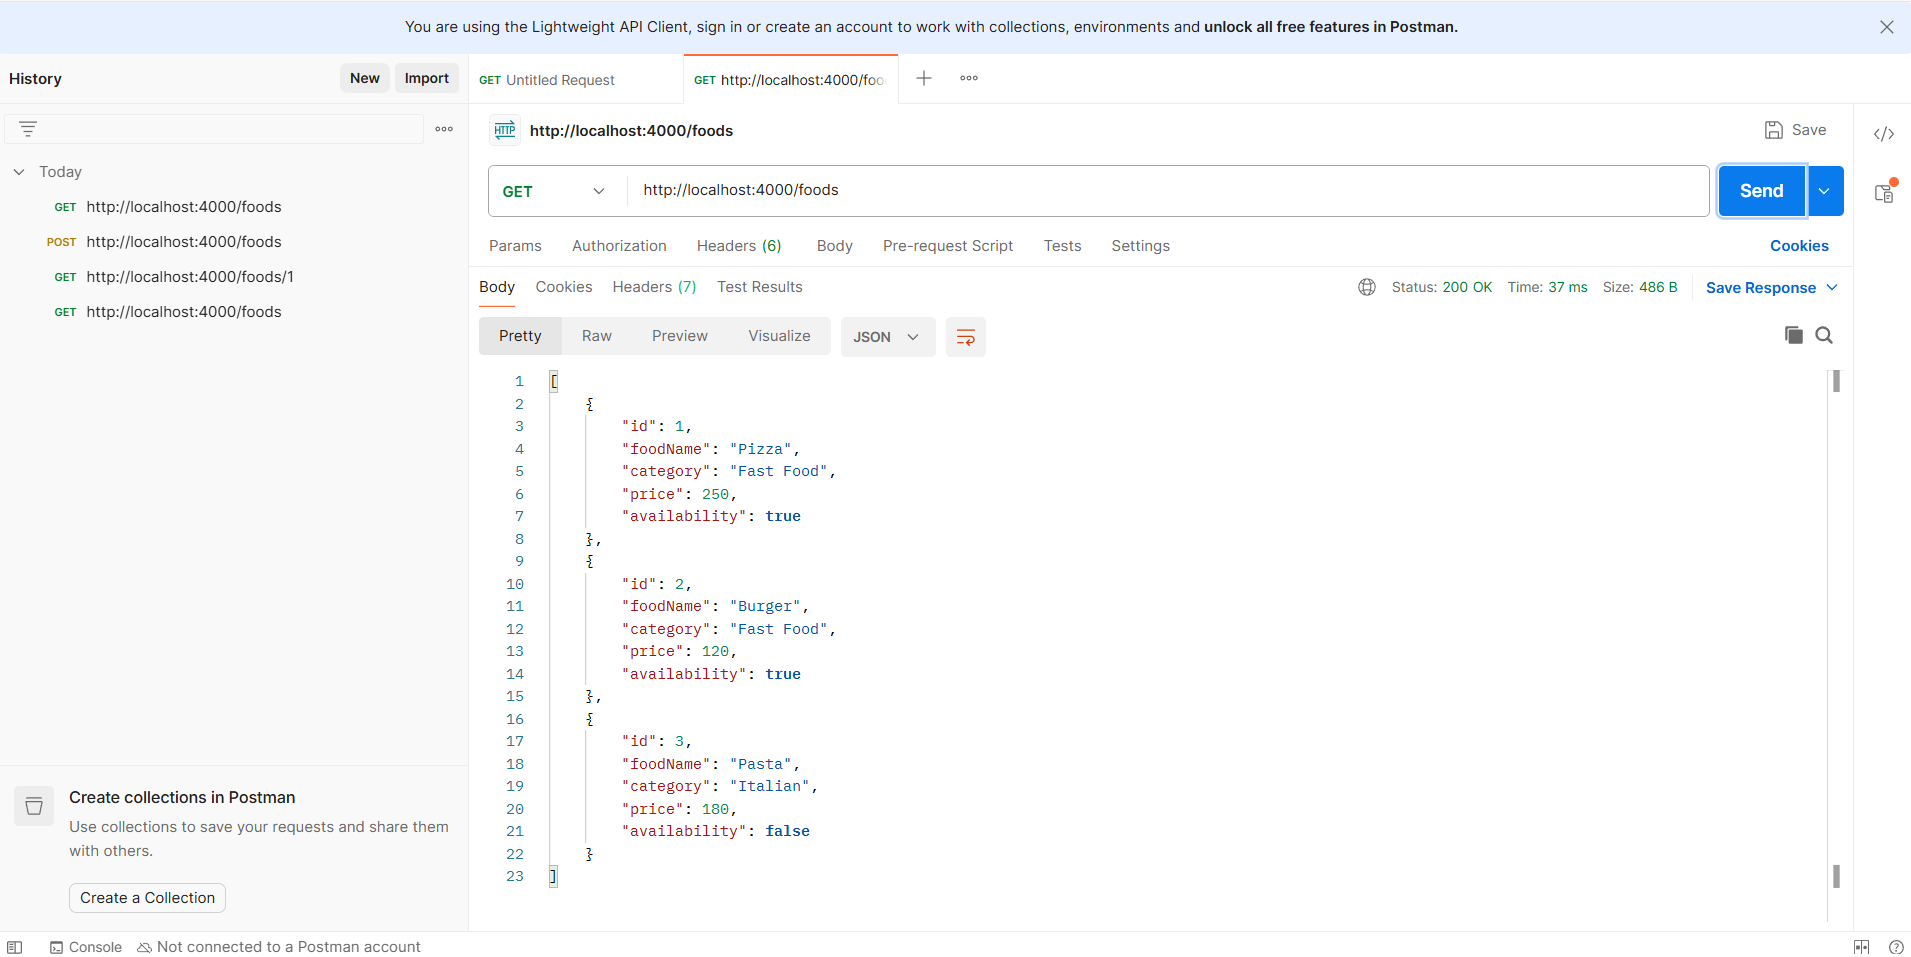 You are using the Lightweight API Client, sign in or create an account to work with collections, environments and unlock all free features in Postman.
History
New
Import
GET Untitled Request
GET http://localhost:4000/foo
HTTP http://localhost:4000/foods
Save
Today
GET http://localhost:4000/foods
POST http://localhost:4000/foods
GET http://localhost:4000/foods/1
GET http://localhost:4000/foods
GET
http://localhost:4000/foods
Send
Params Authorization Headers (6) Body Pre-request Script Tests Settings
Cookies
Body Cookies Headers (7) Test Results
Status: 200 OK Time: 37 ms Size: 486 B
Save Response
Pretty Raw Preview Visualize
JSON
1 [
2 {
3 "id": 1,
4 "foodName": "Pizza",
5 "category": "Fast Food",
6 "price": 250,
7 "availability": true
8 },
9 {
10 "id": 2,
11 "foodName": "Burger",
12 "category": "Fast Food",
13 "price": 120,
14 "availability": true
15 },
16 {
17 "id": 3,
18 "foodName": "Pasta",
19 "category": "Italian",
20 "price": 180,
21 "availability": false
22 }
23 ]
Create collections in Postman
Use collections to save your requests and share them
with others.
Create a Collection
Console
Not connected to a Postman account